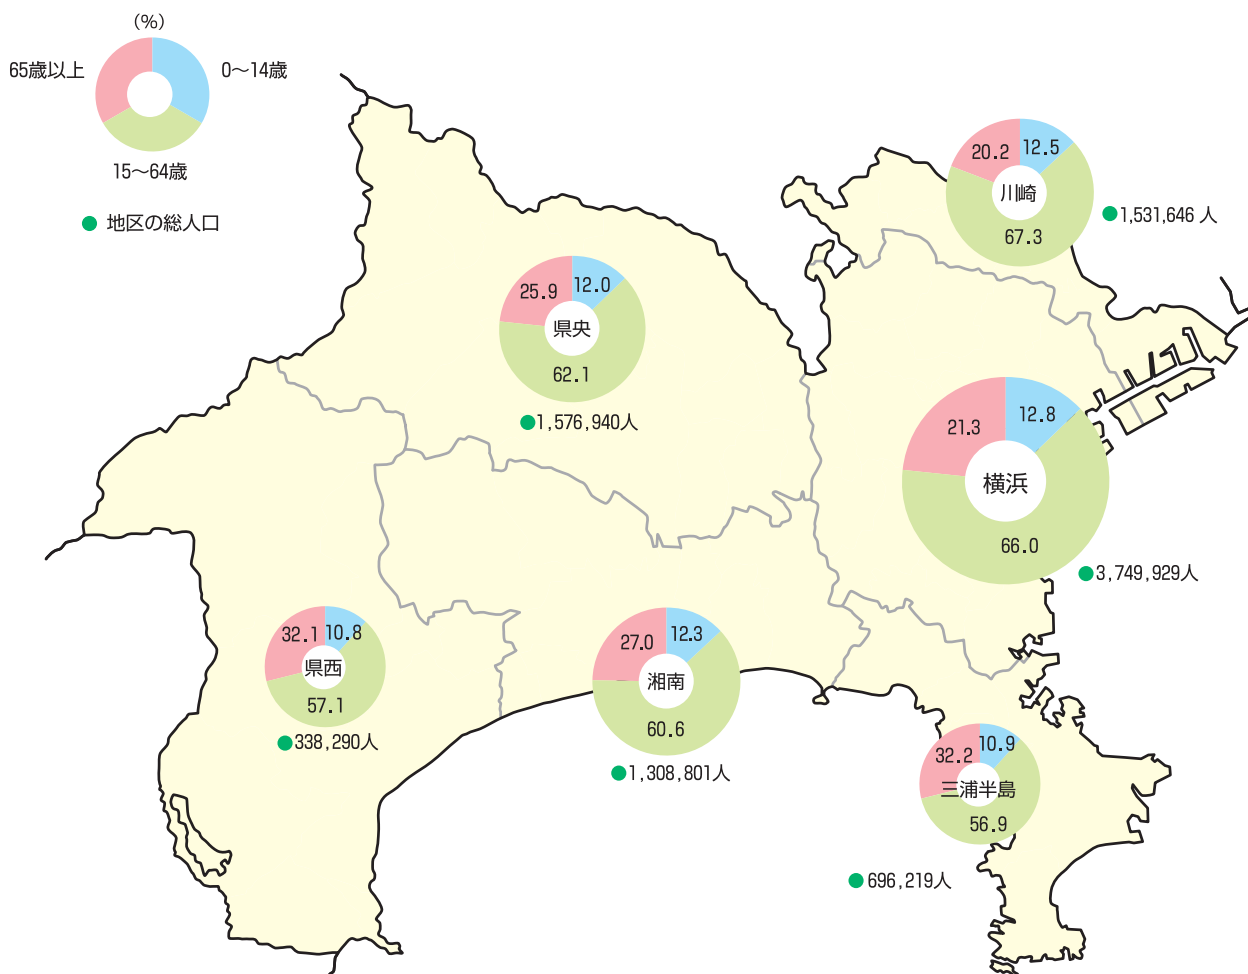 (%)
65歳以上
0〜14歳
15〜64歳
地区の総人口
20.2
12.5
川崎
67.3
1,531,646 人
25.9
12.0
県央
62.1
1,576,940人
21.3
12.8
横浜
66.0
3,749,929人
32.1
10.8
県西
57.1
338,290人
27.0
12.3
湘南
60.6
1,308,801人
32.2
10.9
三浦半島
56.9
696,219人